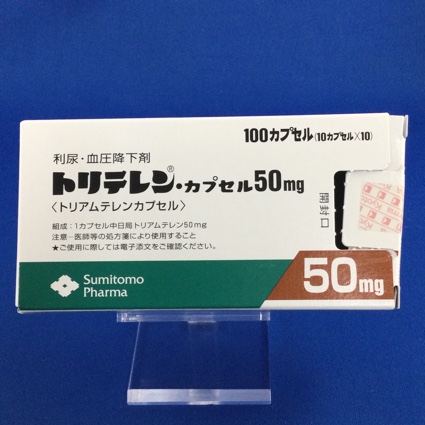 100カプセル(10カプセル×10)
利尿・血圧降下剤
トリテレン®・カプセル50mg
〈トリアムテレンカプセル〉
開封口
組成:1カプセル中日局トリアムテレン50mg
注意-医師等の処方箋により使用すること
★ご使用に際しては電子添文をご確認ください。
Sumitomo
Pharma
50mg